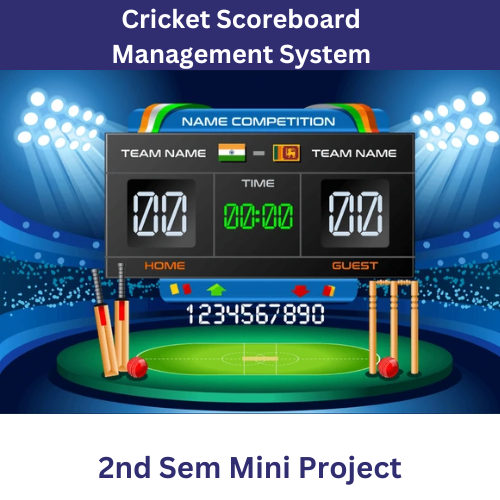 Cricket Scoreboard
Management System
NAME COMPETITION
TEAM NAME TEAM NAME
TIME
00 00:00 00
HOME GUEST
1234567890
2nd Sem Mini Project